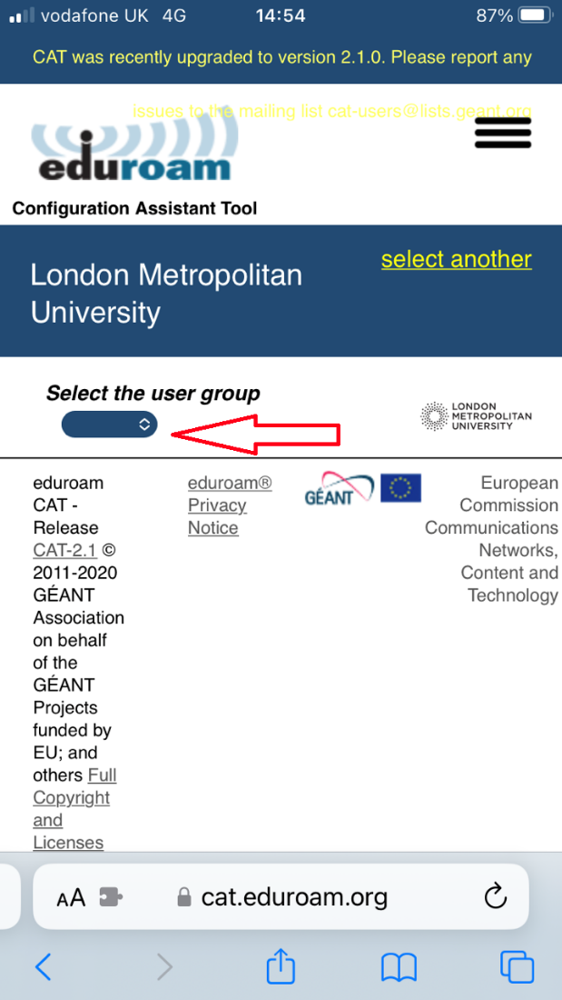 vodafone UK 4G 14:54 87%
CAT was recently upgraded to version 2.1.0. Please report any
issues to the mailing list cat-users@lists.geant.org
eduroam
Configuration Assistant Tool
London Metropolitan
University
select another
Select the user group
LONDON
METROPOLITAN
UNIVERSITY
eduroam
CAT -
Release
CAT-2.1 ©
2011-2020
GÉANT
Association
on behalf
of the
GÉANT
Projects
funded by
EU; and
others Full
Copyright
and
Licenses
eduroam®
Privacy
Notice
GÉANT
European
Commission
Communications
Networks,
Content and
Technology
AA cat.eduroam.org